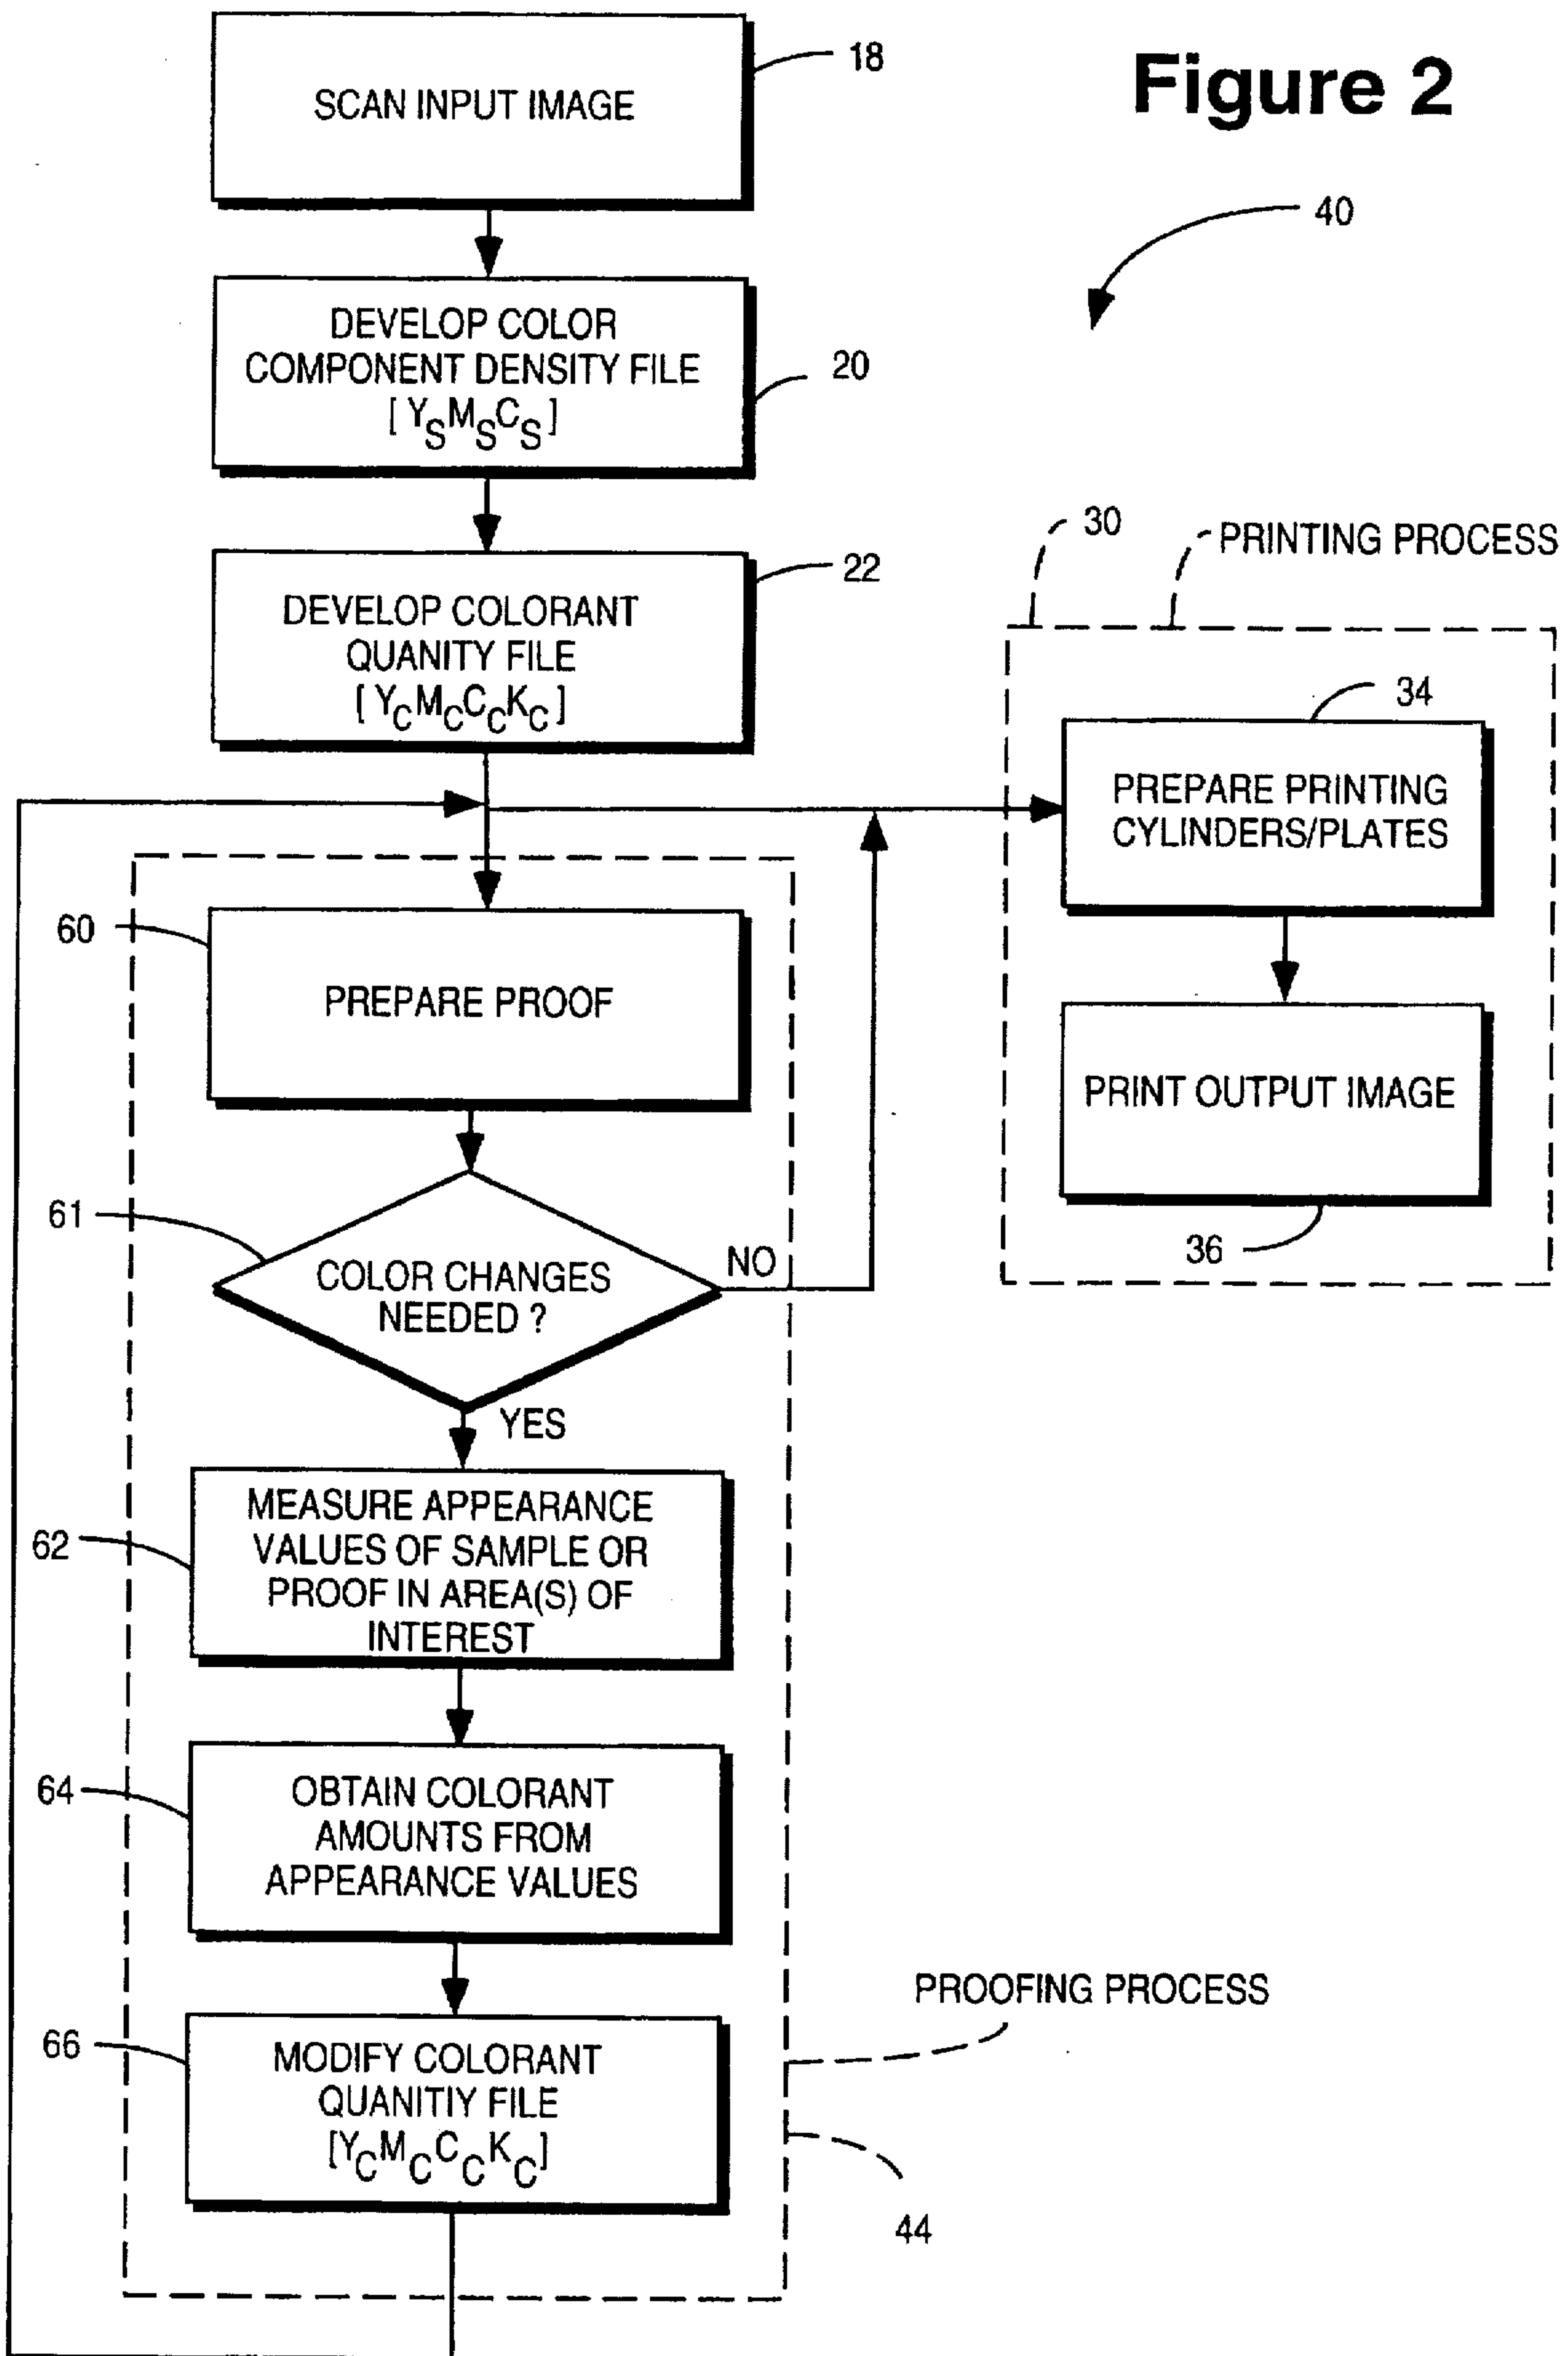 Figure 2
40
18
SCAN INPUT IMAGE
20
DEVELOP COLOR
COMPONENT DENSITY FILE
[ YSMSCS ]
22
DEVELOP COLORANT
QUANITY FILE
[ YCMCCCKC ]
30
PRINTING PROCESS
34
PREPARE PRINTING
CYLINDERS/PLATES
PRINT OUTPUT IMAGE
36
60
PREPARE PROOF
61
COLOR CHANGES
NEEDED ?
NO
YES
62
MEASURE APPEARANCE
VALUES OF SAMPLE OR
PROOF IN AREA(S) OF
INTEREST
64
OBTAIN COLORANT
AMOUNTS FROM
APPEARANCE VALUES
PROOFING PROCESS
66
MODIFY COLORANT
QUANITIY FILE
[YCMCCCKC]
44